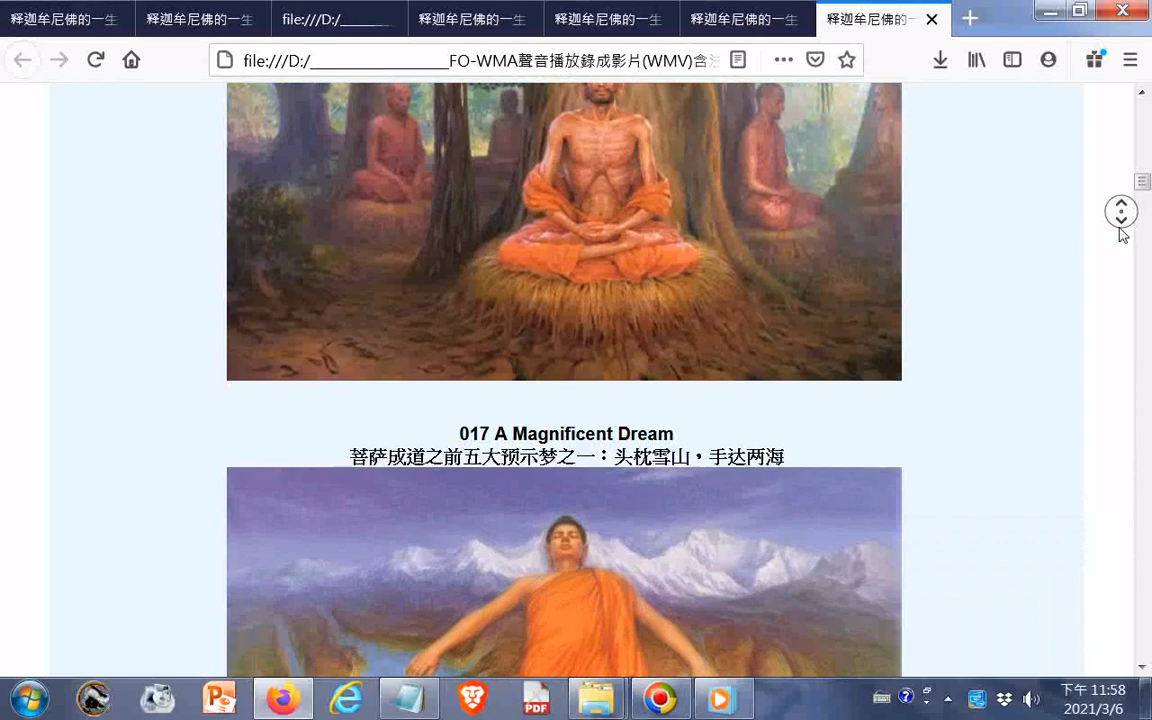 释迦牟尼佛的一生
释迦牟尼佛的一生
file:///D:/______
释迦牟尼佛的一生
释迦牟尼佛的一生
释迦牟尼佛的一生
释迦牟尼佛的一
file:///D:/________________FO-WMA聲音播放錄成影片(WMV)含
017 A Magnificent Dream
菩萨成道之前五大预示梦之一：头枕雪山，手达两海
PDF
下午 11:58
2021/3/6